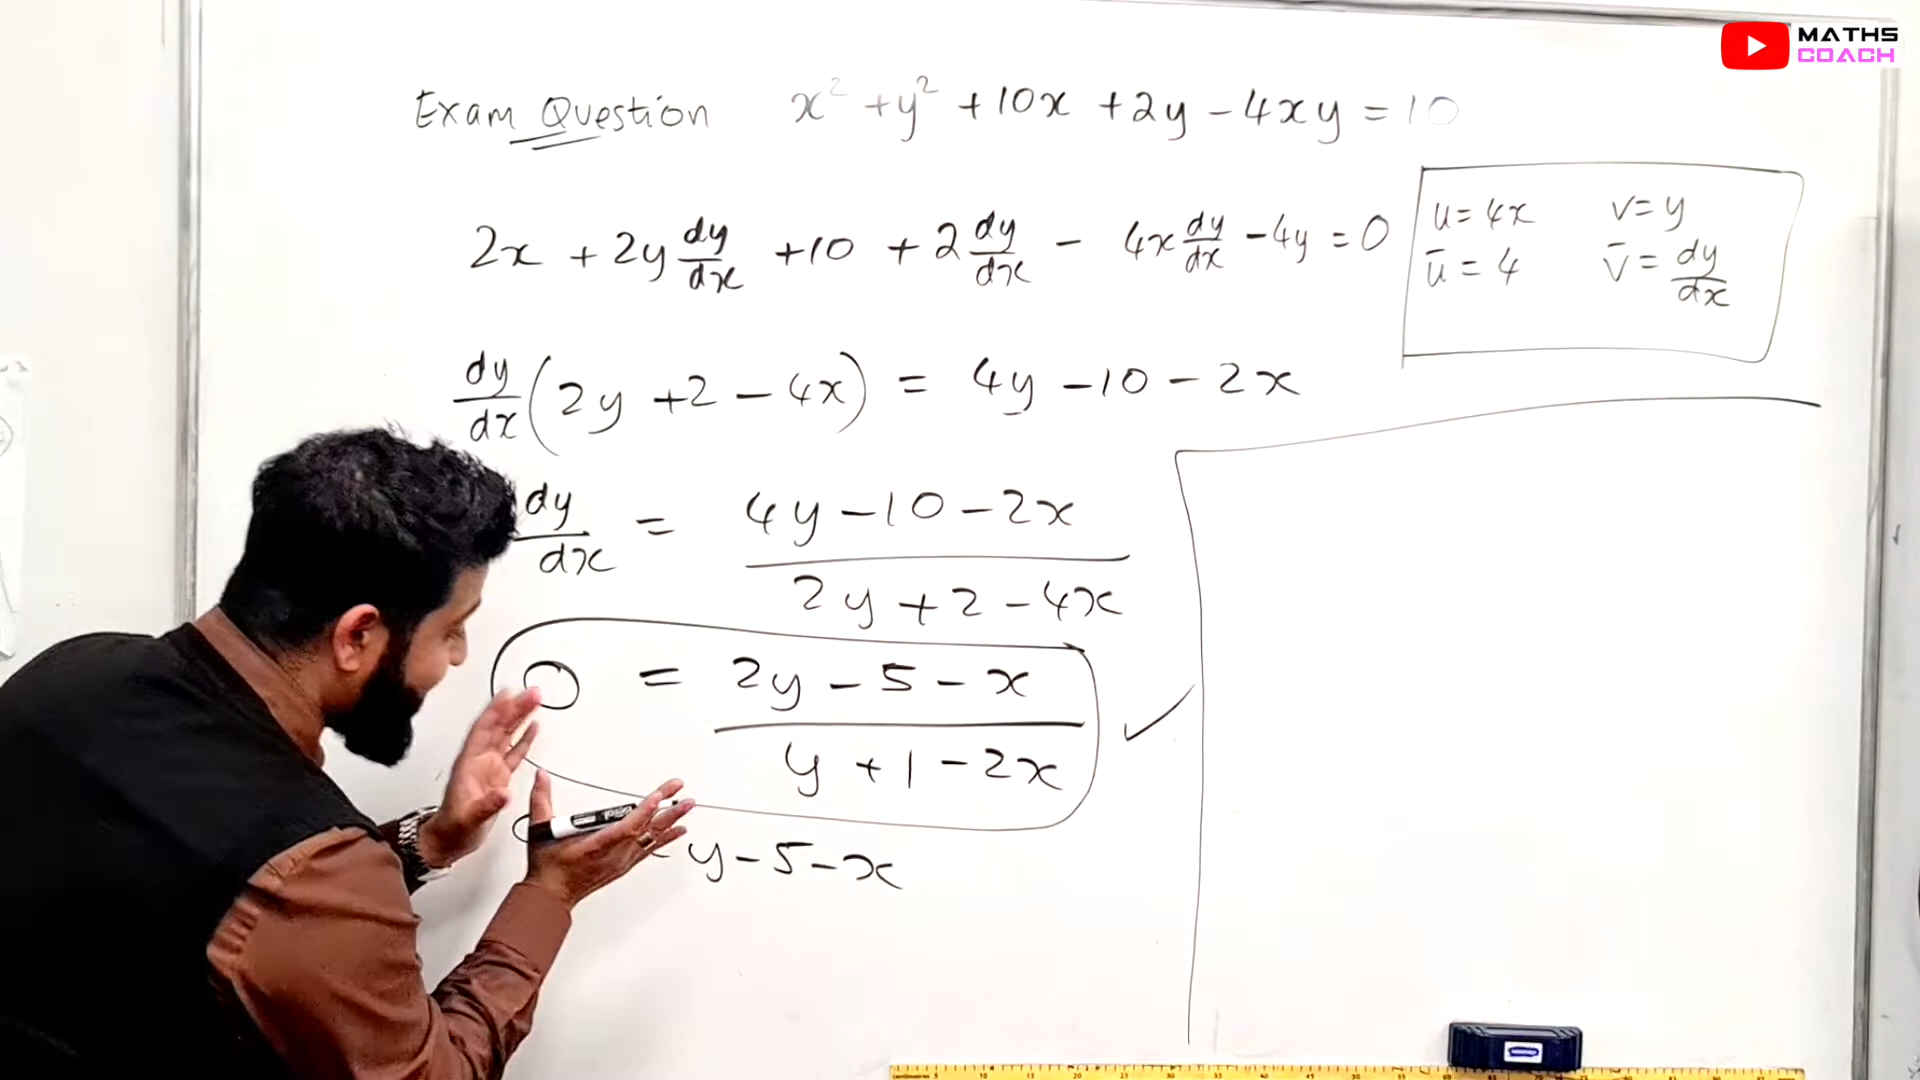 MATHS
COACH
Exam Question x² + y² + 10x + 2y - 4xy = 10
2x + 2y dy/dx + 10 + 2 dy/dx - 4x dy/dx - 4y = 0
u = 4x v = y
ū = 4 v̄ = dy/dx
dy/dx (2y + 2 - 4x) = 4y - 10 - 2x
dy/dx = (4y - 10 - 2x)/(2y + 2 - 4x)
0 = (2y - 5 - x)/(y + 1 - 2x) ✓
y - 5 - x